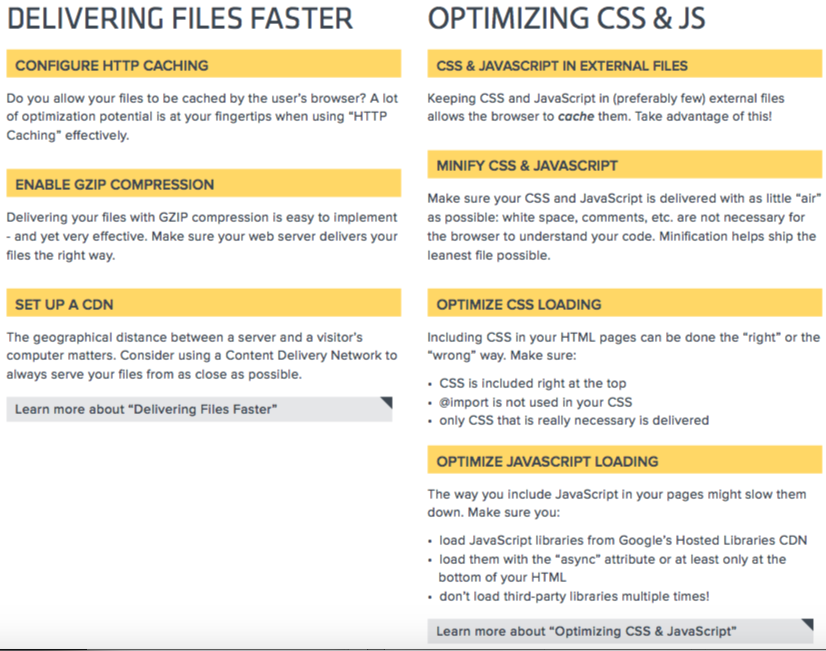 DELIVERING FILES FASTER
CONFIGURE HTTP CACHING
Do you allow your files to be cached by the user's browser? A lot
of optimization potential is at your fingertips when using "HTTP
Caching" effectively.
ENABLE GZIP COMPRESSION
Delivering your files with GZIP compression is easy to implement
- and yet very effective. Make sure your web server delivers your
files the right way.
SET UP A CDN
The geographical distance between a server and a visitor's
computer matters. Consider using a Content Delivery Network to
always serve your files from as close as possible.
Learn more about "Delivering Files Faster"
OPTIMIZING CSS & JS
CSS & JAVASCRIPT IN EXTERNAL FILES
Keeping CSS and JavaScript in (preferably few) external files
allows the browser to cache them. Take advantage of this!
MINIFY CSS & JAVASCRIPT
Make sure your CSS and JavaScript is delivered with as little "air"
as possible: white space, comments, etc. are not necessary for
the browser to understand your code. Minification helps ship the
leanest file possible.
OPTIMIZE CSS LOADING
Including CSS in your HTML pages can be done the "right" or the
"wrong" way. Make sure:
• CSS is included right at the top
• @import is not used in your CSS
• only CSS that is really necessary is delivered
OPTIMIZE JAVASCRIPT LOADING
The way you include JavaScript in your pages might slow them
down. Make sure you:
• load JavaScript libraries from Google's Hosted Libraries CDN
• load them with the "async" attribute or at least only at the
bottom of your HTML
• don't load third-party libraries multiple times!
Learn more about "Optimizing CSS & JavaScript"